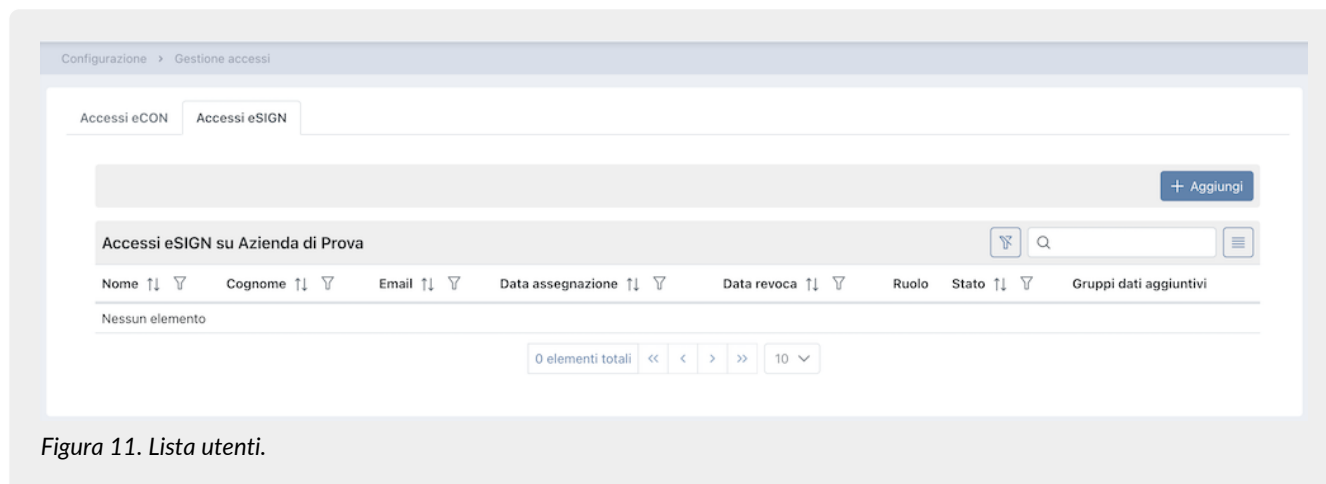 Configurazione > Gestione accessi
Accessi eCON Accessi eSIGN
+ Aggiungi
Accessi eSIGN su Azienda di Prova
Nome Cognome Email Data assegnazione Data revoca Ruolo Stato Gruppi dati aggiuntivi
Nessun elemento
0 elementi totali << < > >> 10
Figura 11. Lista utenti.